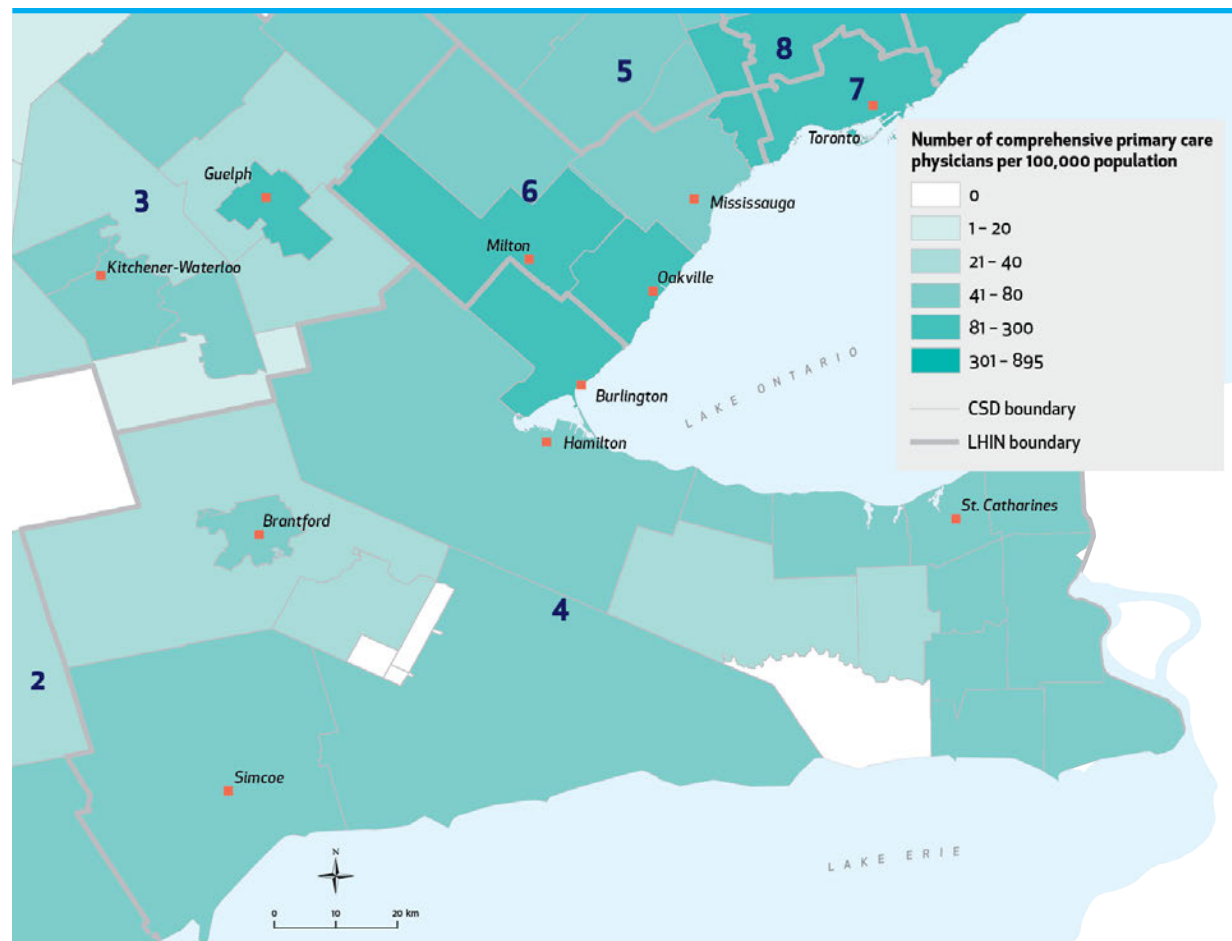 8
5
7
Toronto
Guelph
6
3
Mississauga
Milton
Kitchener-Waterloo
Oakville
Burlington
Hamilton
LAKE ONTARIO
Number of comprehensive primary care
physicians per 100,000 population
0
1 – 20
21 – 40
41 – 80
81 – 300
301 – 895
CSD boundary
LHIN boundary
St. Catharines
Brantford
4
2
Simcoe
LAKE ERIE
N
0 10 20 km